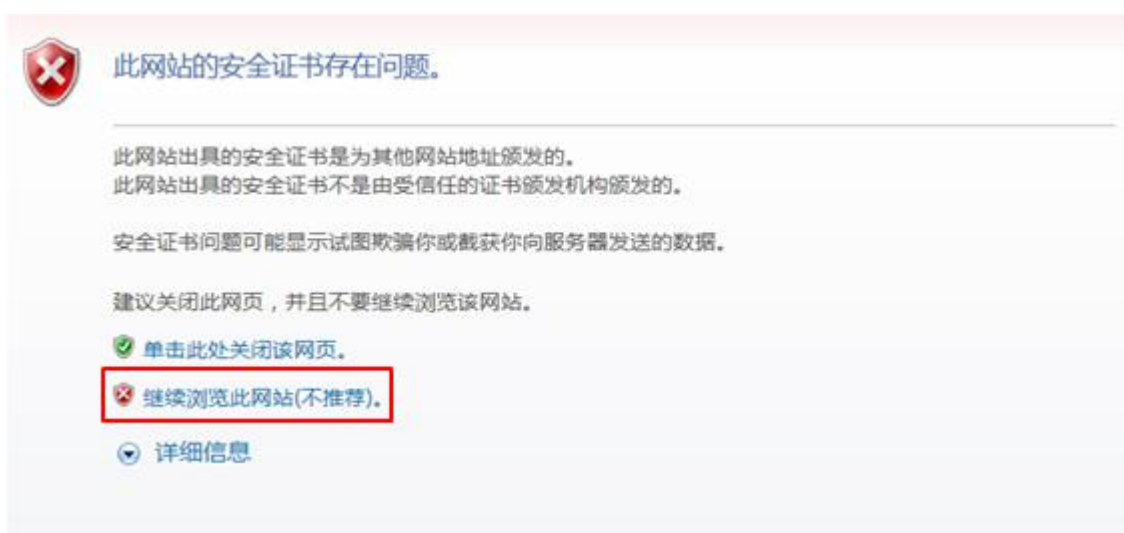 此网站的安全证书存在问题。
此网站出具的安全证书是为其他网站地址颁发的。
此网站出具的安全证书不是由受信任的证书颁发机构颁发的。
安全证书问题可能显示试图欺骗你或截获你向服务器发送的数据。
建议关闭此网页，并且不要继续浏览该网站。
单击此处关闭该网页。
继续浏览此网站(不推荐)。
详细信息